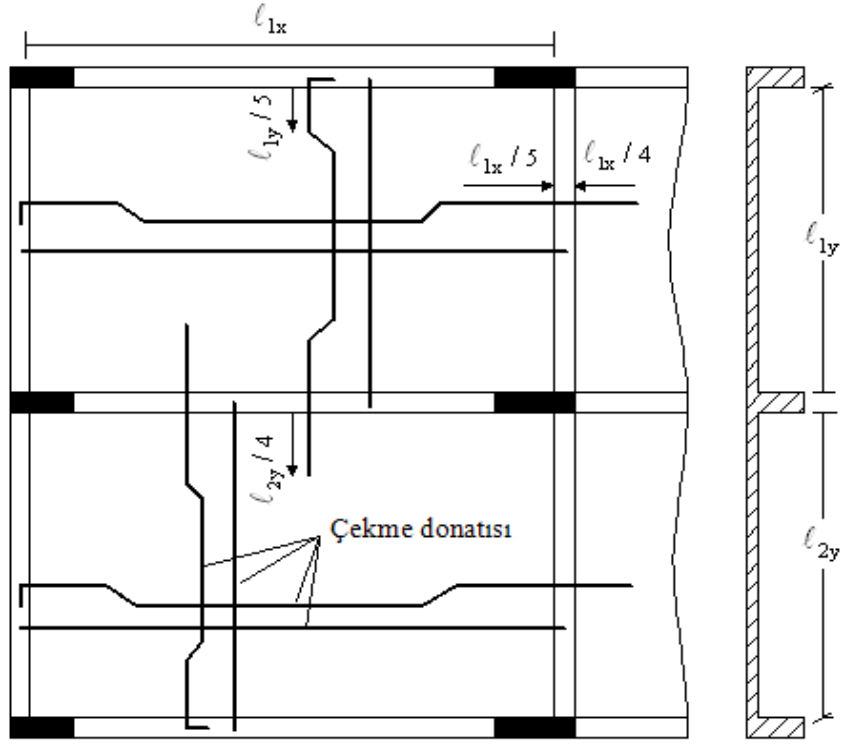 ℓ1x
ℓ1y / 5
ℓ1x / 5
ℓ1x / 4
ℓ1y
ℓ2y / 4
Çekme donatısı
ℓ2y